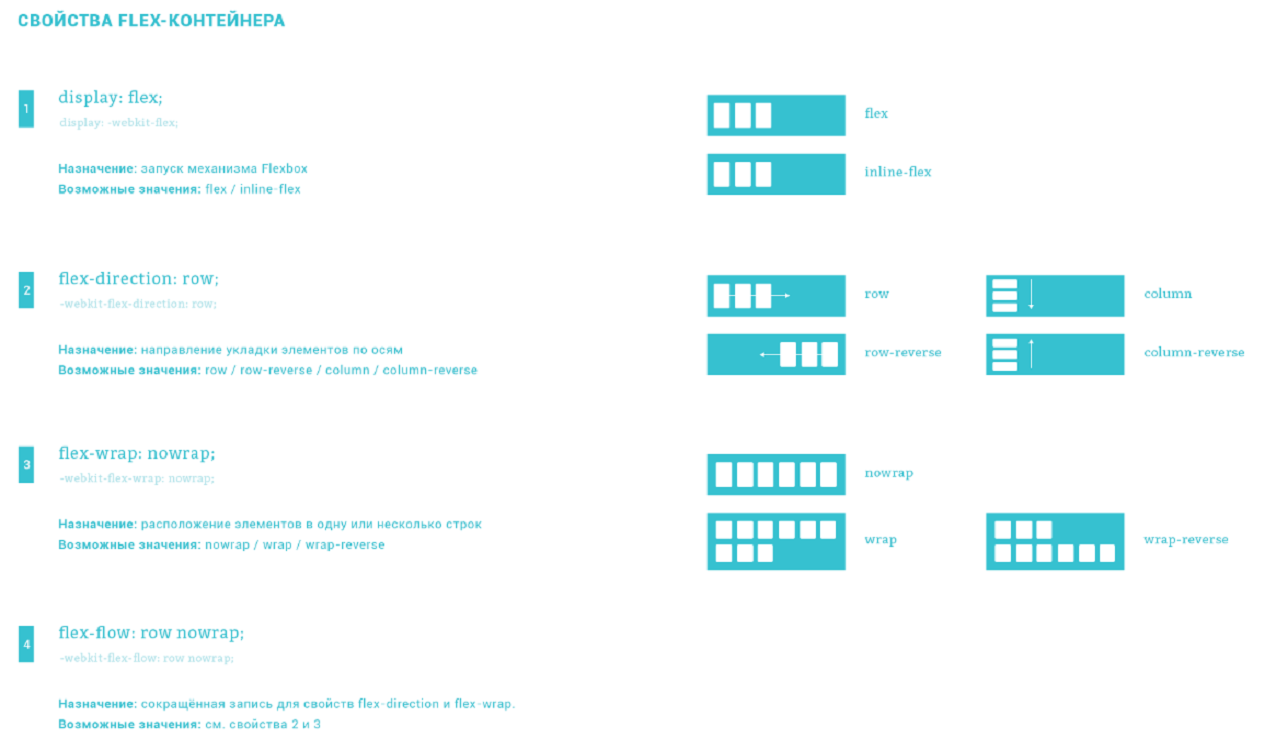 СВОЙСТВА FLEX-КОНТЕЙНЕРА
1
display: flex;
display: -webkit-flex;
Назначение: запуск механизма Flexbox
Возможные значения: flex / inline-flex
flex
inline-flex
2
flex-direction: row;
-webkit-flex-direction: row;
Назначение: направление укладки элементов по осям
Возможные значения: row / row-reverse / column / column-reverse
row
column
row-reverse
column-reverse
3
flex-wrap: nowrap;
-webkit-flex-wrap: nowrap;
Назначение: расположение элементов в одну или несколько строк
Возможные значения: nowrap / wrap / wrap-reverse
nowrap
wrap
wrap-reverse
4
flex-flow: row nowrap;
-webkit-flex-flow: row nowrap;
Назначение: сокращённая запись для свойств flex-direction и flex-wrap.
Возможные значения: см. свойства 2 и 3